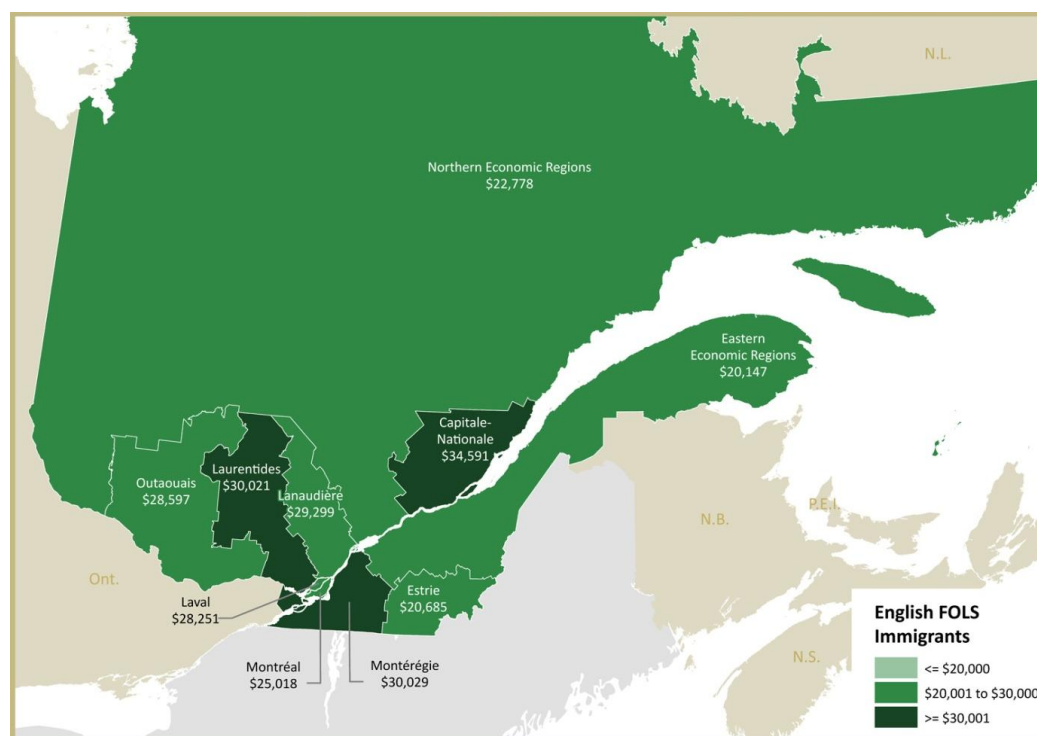 N.L.
Northern Economic Regions
$22,778
Eastern
Economic Regions
$20,147
Capitale-
Nationale
$34,591
Laurentides
$30,021
Outaouais
$28,597
Lanaudière
$29,299
P.E.I.
N.B.
Ont.
Estrie
$20,685
Laval
$28,251
Montréal
$25,018
Montérégie
$30,029
N.S.
English FOLS
Immigrants
<= $20,000
$20,001 to $30,000
>= $30,001